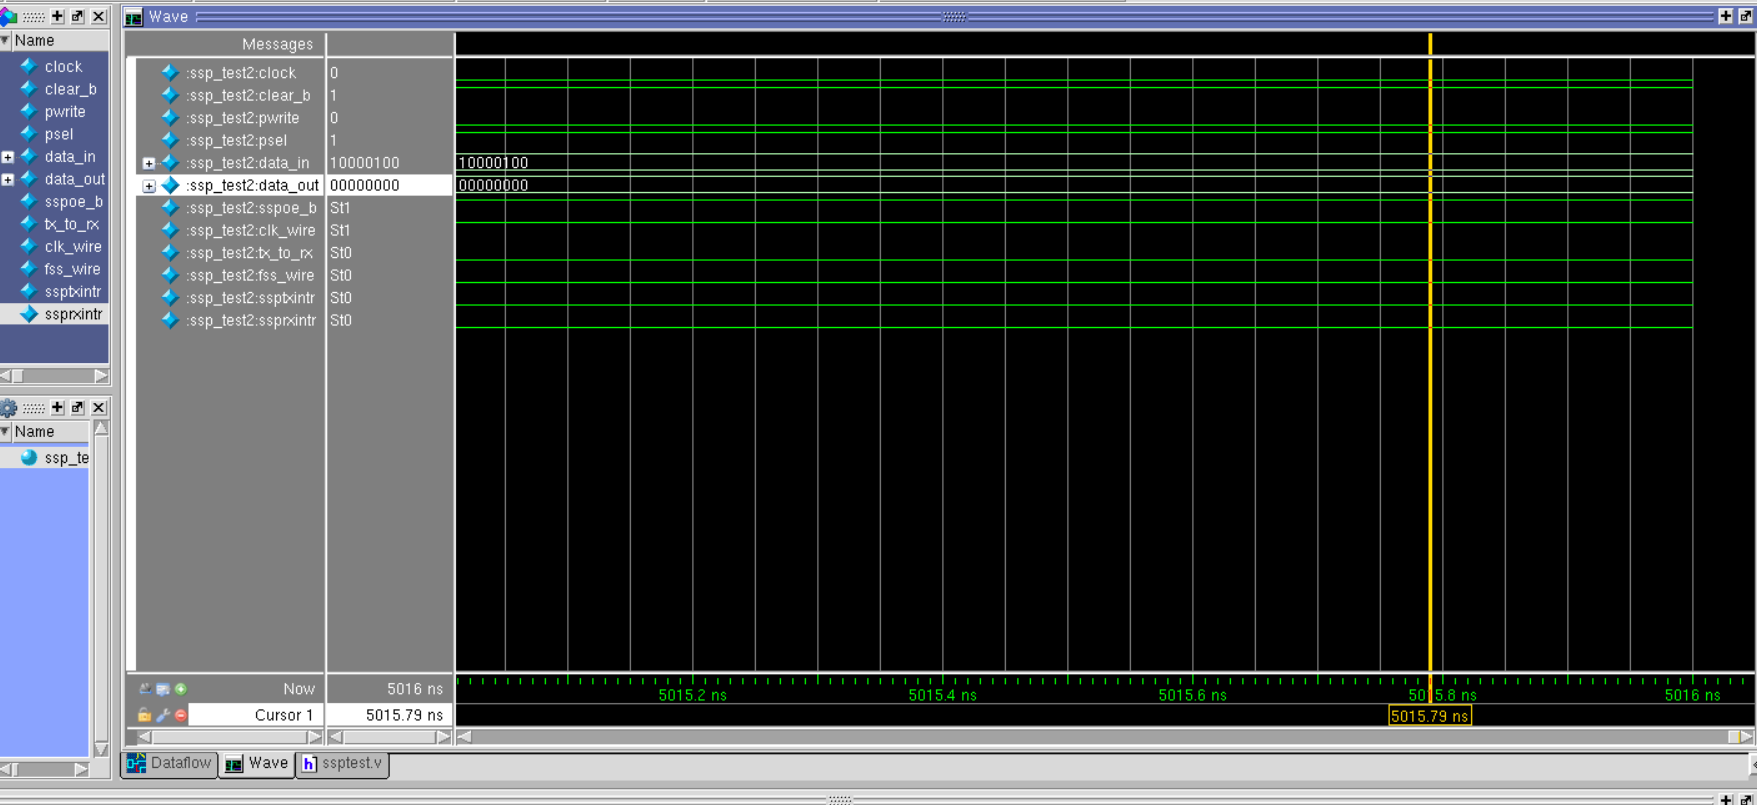 Wave
Name
Messages
clock
clear_b
pwrite
psel
data_in
data_out
sspoe_b
tx_to_rx
clk_wire
fss_wire
ssptxintr
ssprxintr
:ssp_test2:clock 0
:ssp_test2:clear_b 1
:ssp_test2:pwrite 0
:ssp_test2:psel 1
:ssp_test2:data_in 10000100 10000100
:ssp_test2:data_out 00000000 00000000
:ssp_test2:sspoe_b St1
:ssp_test2:clk_wire St1
:ssp_test2:tx_to_rx St0
:ssp_test2:fss_wire St0
:ssp_test2:ssptxintr St0
:ssp_test2:ssprxintr St0
Name
ssp_te
Now 5016 ns
5015.2 ns 5015.4 ns 5015.6 ns 5015.8 ns 5016 ns
Cursor 1 5015.79 ns
5015.79 ns
Dataflow Wave h ssptest.v